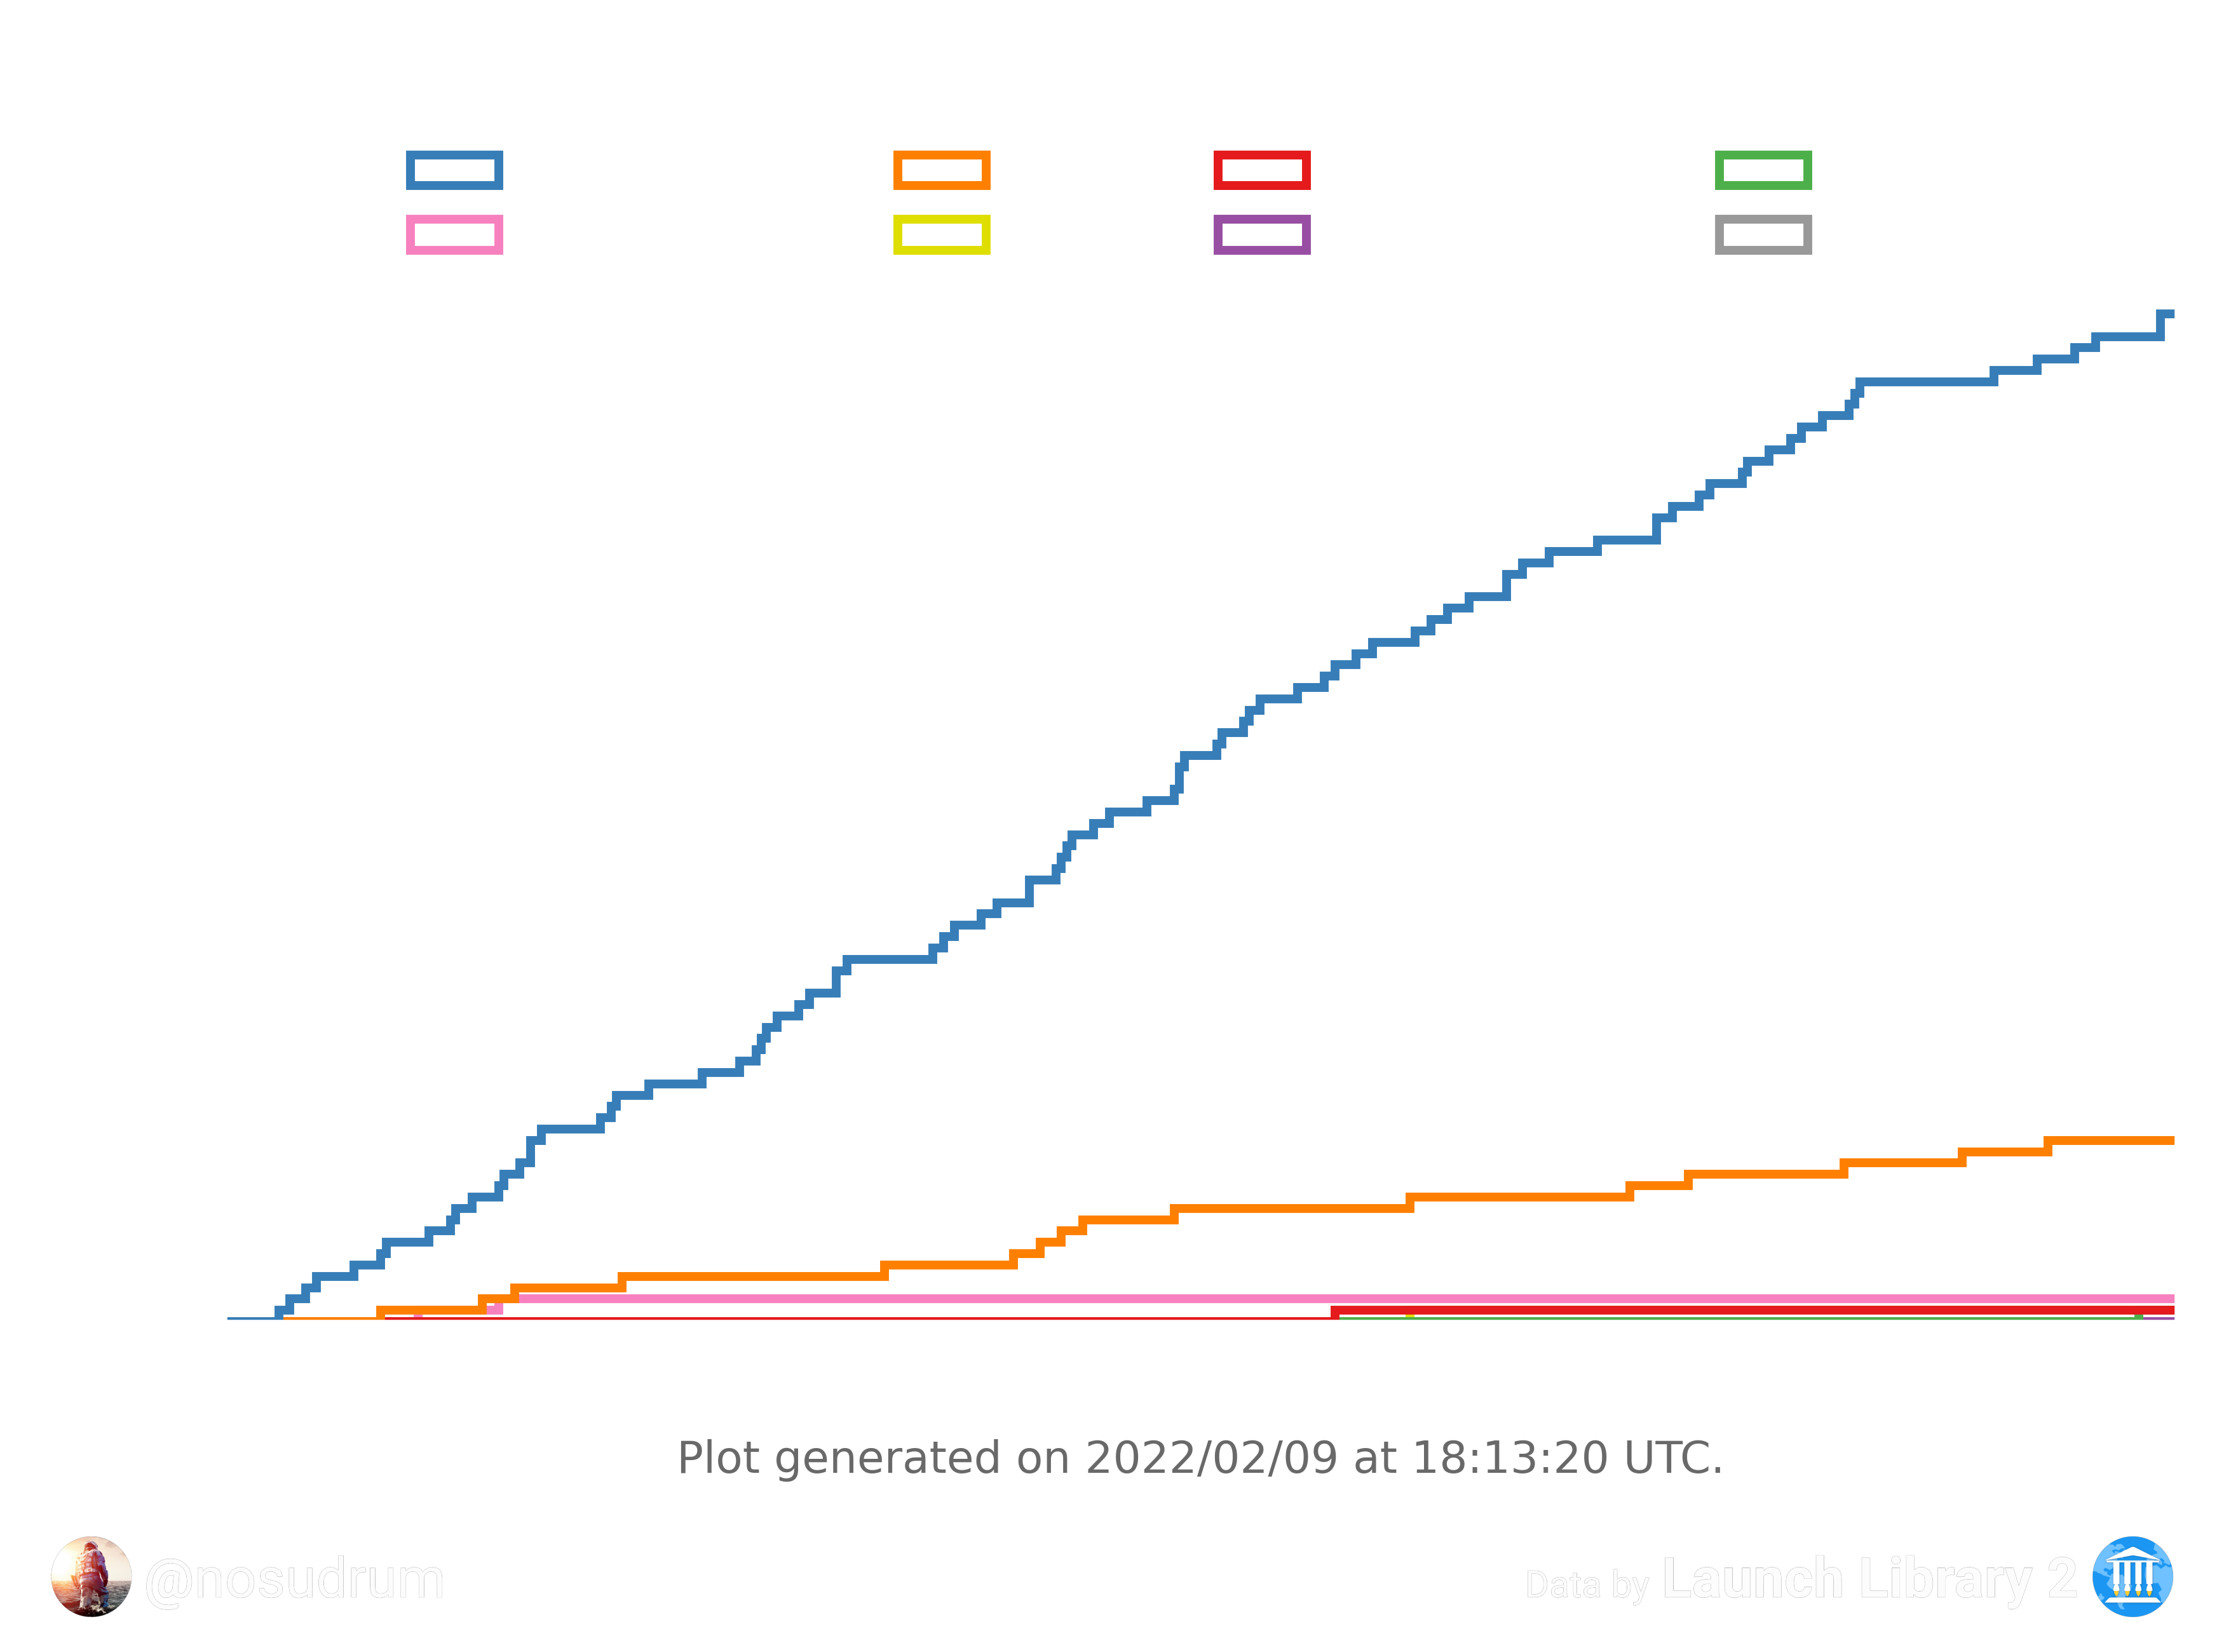 Plot generated on 2022/02/09 at 18:13:20 UTC.
@nosudrum
Data by Launch Library 2